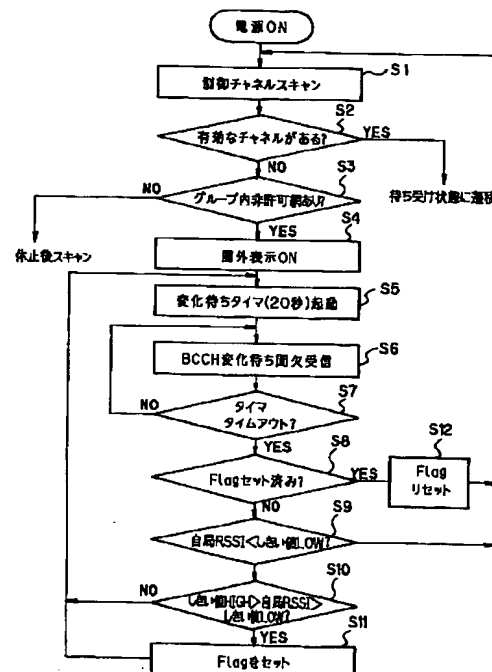 電源ON
S1
制御チャネルスキャン
S2
有効なチャネルがある?
YES
NO
S3
NO
グループ内非許可網あり?
待ち受け状態に遷移
YES
S4
休止後スキャン
圏外表示ON
S5
変化待ちタイマ(20秒)起動
S6
BCCH変化待ち間欠受信
S7
NO
タイマ
タイムアウト?
S12
YES
S8
Flagセット済み?
YES
Flag
リセット
NO
S9
自局RSSI<しきい値LOW?
S10
NO
しきい値HIGH>自局RSSI>
しきい値LOW?
YES
S11
Flagをセット